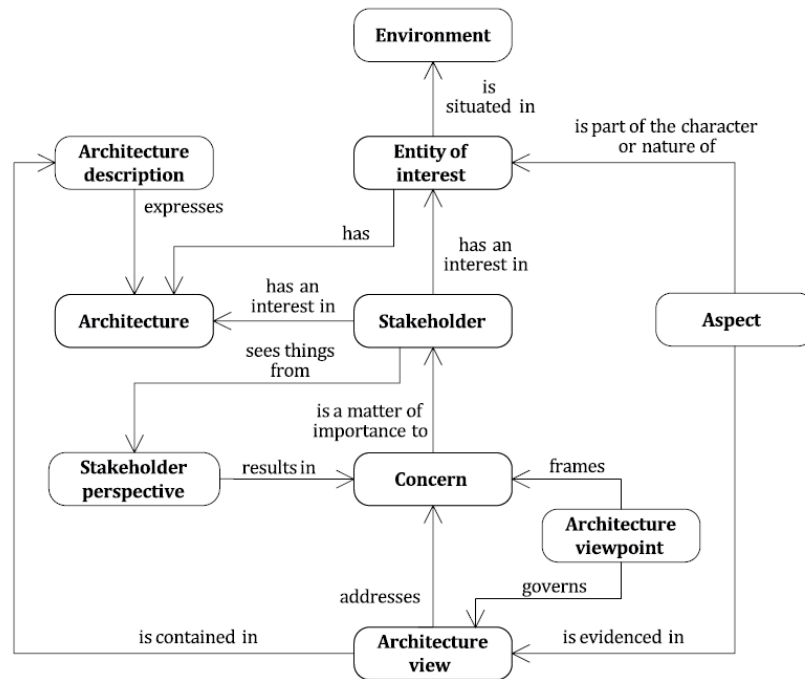 Environment
is
situated in
is part of the character
or nature of
Architecture
description
Entity of
interest
expresses
has
has an
interest in
has an
interest in
Architecture
Stakeholder
Aspect
sees things
from
is a matter of
importance to
Stakeholder
perspective
results in
Concern
frames
Architecture
viewpoint
addresses
governs
is contained in
Architecture
view
is evidenced in